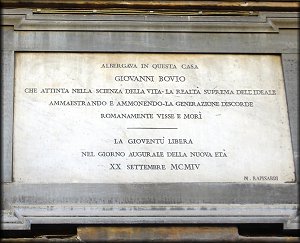 ALBERGAVA IN QUESTA CASA
GIOVANNI BOVIO
CHE ATTINTA NELLA SCIENZA DELLA VITA · LA REALTÀ SUPREMA DELL'IDEALE
AMMAESTRANDO E AMMONENDO · LA GENERAZIONE DISCORDE
ROMANAMENTE VISSE E MORÌ
LA GIOVENTÙ LIBERA
NEL GIORNO AUGURALE DELLA NUOVA ETÀ
XX SETTEMBRE MCMIV
M. RAPISARDI